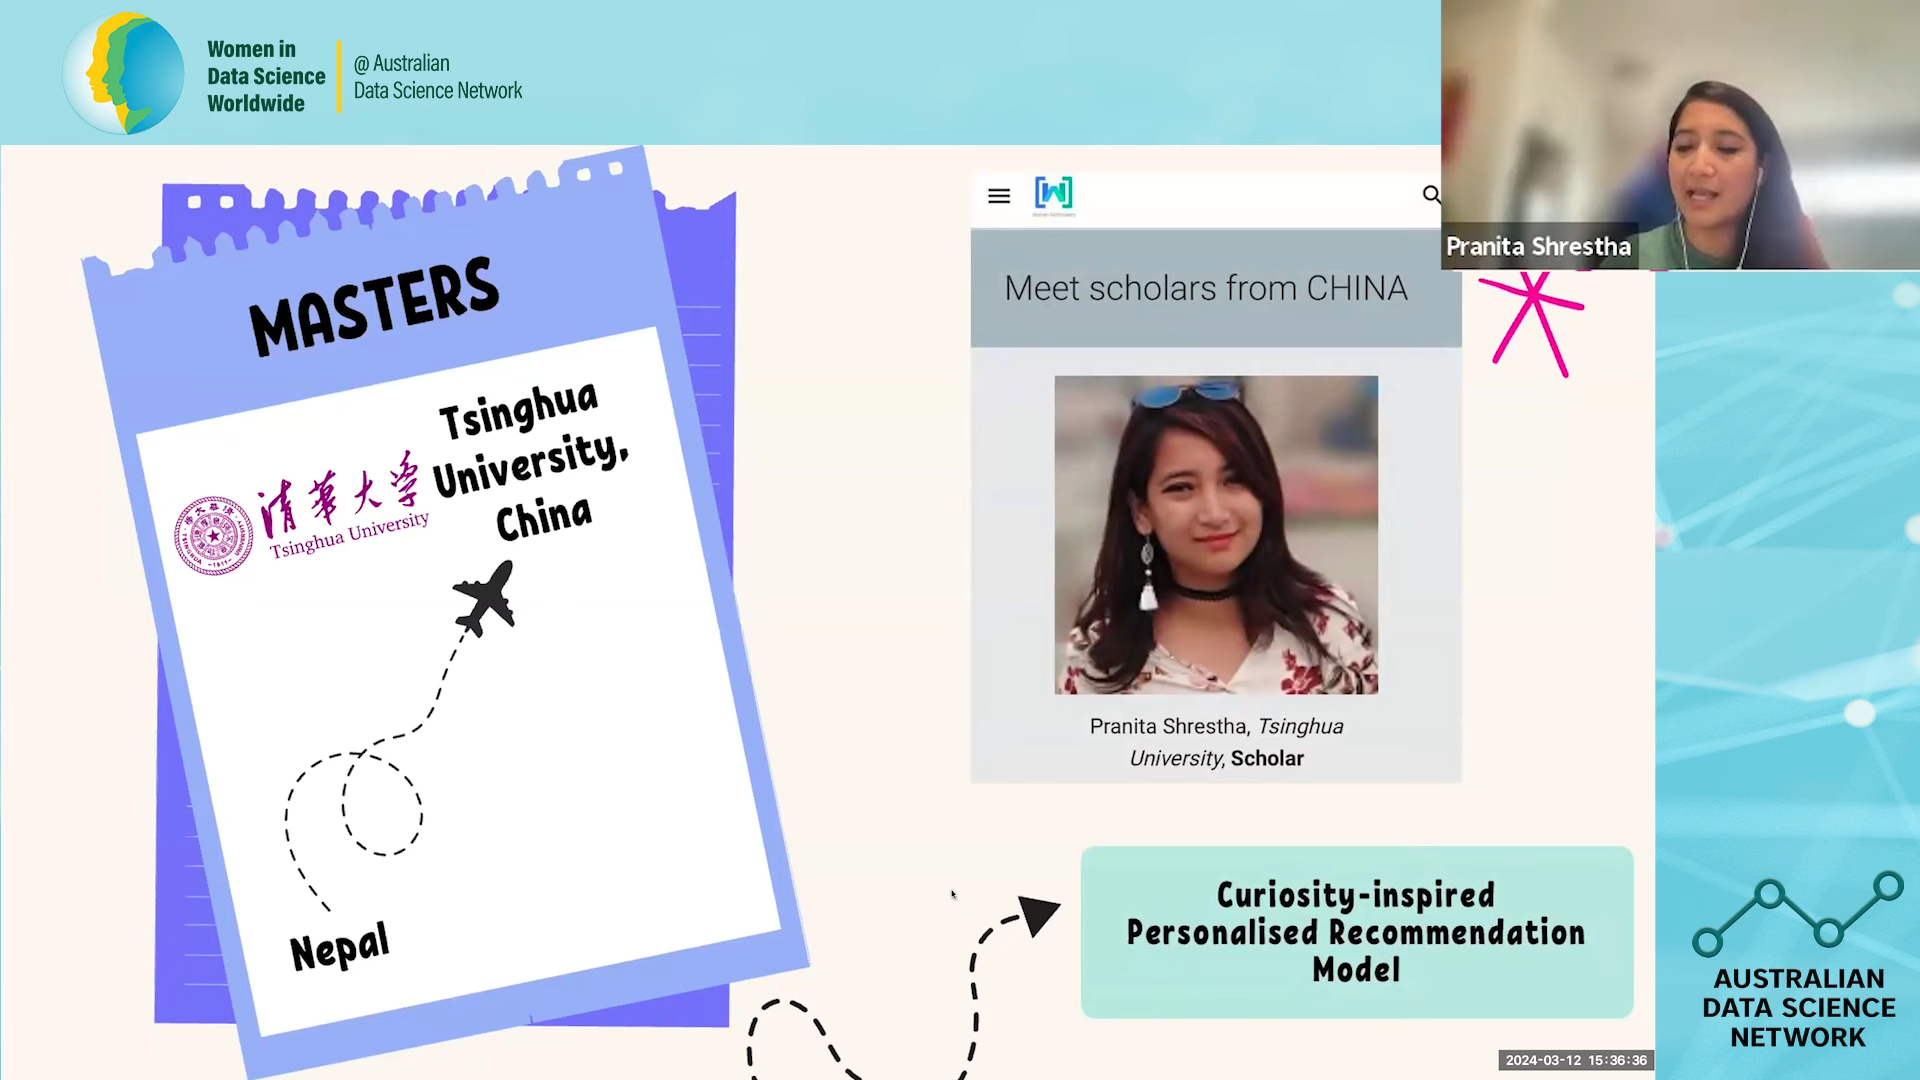 Women in
Data Science
Worldwide
@ Australian
Data Science Network
MASTERS
Tsinghua
University,
China
清華大学
Tsinghua University
Nepal
Meet scholars from CHINA
Pranita Shrestha, Tsinghua
University, Scholar
Curiosity-inspired
Personalised Recommendation
Model
Pranita Shrestha
AUSTRALIAN
DATA SCIENCE
NETWORK
2024-03-12 15:36:36